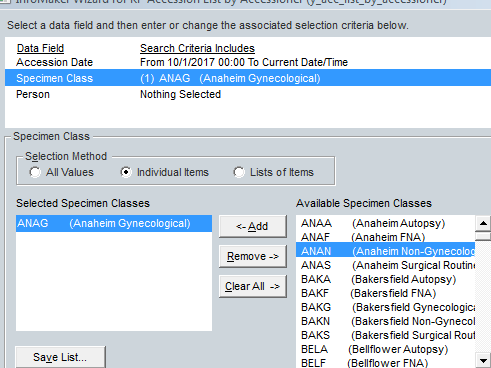 InfoMaker Wizard for KP Accession List by Accessioner (y_acc_list_by_accessioner)
Select a data field and then enter or change the associated selection criteria below.
Data Field Search Criteria Includes
Accession Date From 10/1/2017 00:00 To Current Date/Time
Specimen Class (1) ANAG (Anaheim Gynecological)
Person Nothing Selected
Specimen Class
Selection Method
All Values Individual Items Lists of Items
Selected Specimen Classes
ANAG (Anaheim Gynecological)
<- Add
Remove ->
Clear All ->
Save List...
Available Specimen Classes
ANAA (Anaheim Autopsy)
ANAF (Anaheim FNA)
ANAN (Anaheim Non-Gynecolog
ANAS (Anaheim Surgical Routine
BAKA (Bakersfield Autopsy)
BAKF (Bakersfield FNA)
BAKG (Bakersfield Gynecologica
BAKN (Bakersfield Non-Gynecol
BAKS (Bakersfield Surgical Rout
BELA (Bellflower Autopsy)
BELF (Bellflower FNA)